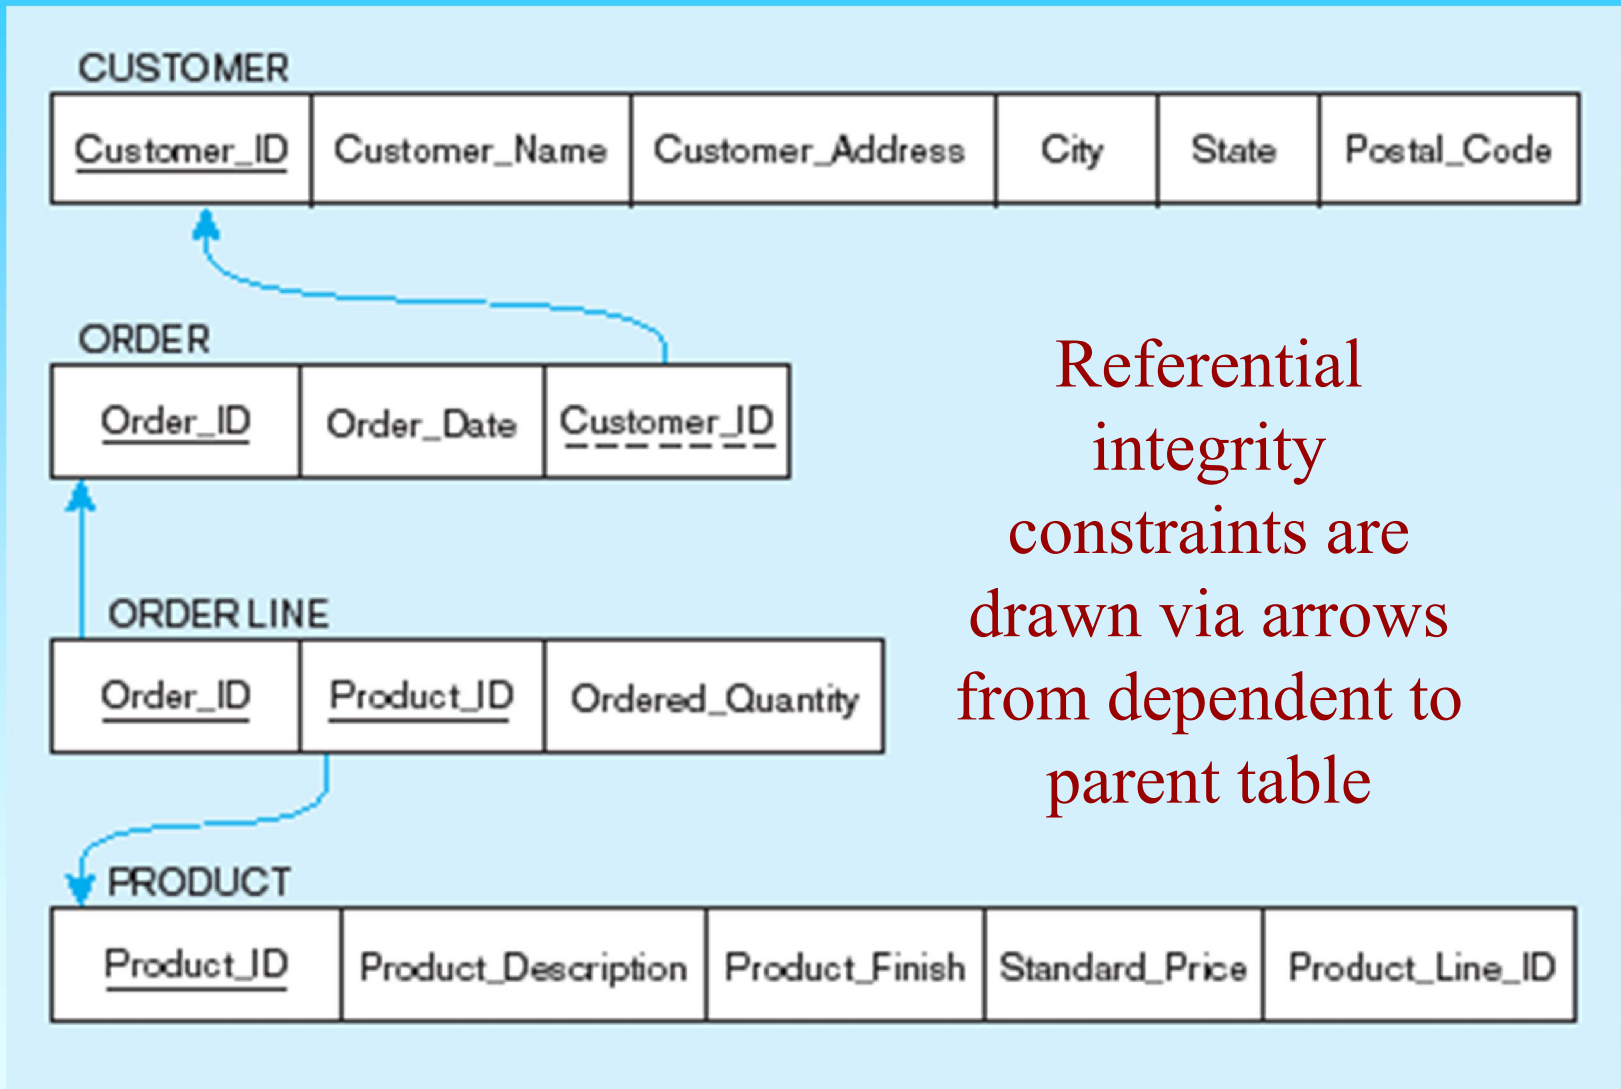 CUSTOMER
Customer_ID Customer_Name Customer_Address City State Postal_Code
ORDER
Order_ID Order_Date Customer_ID
ORDER LINE
Order_ID Product_ID Ordered_Quantity
PRODUCT
Product_ID Product_Description Product_Finish Standard_Price Product_Line_ID
Referential
integrity
constraints are
drawn via arrows
from dependent to
parent table